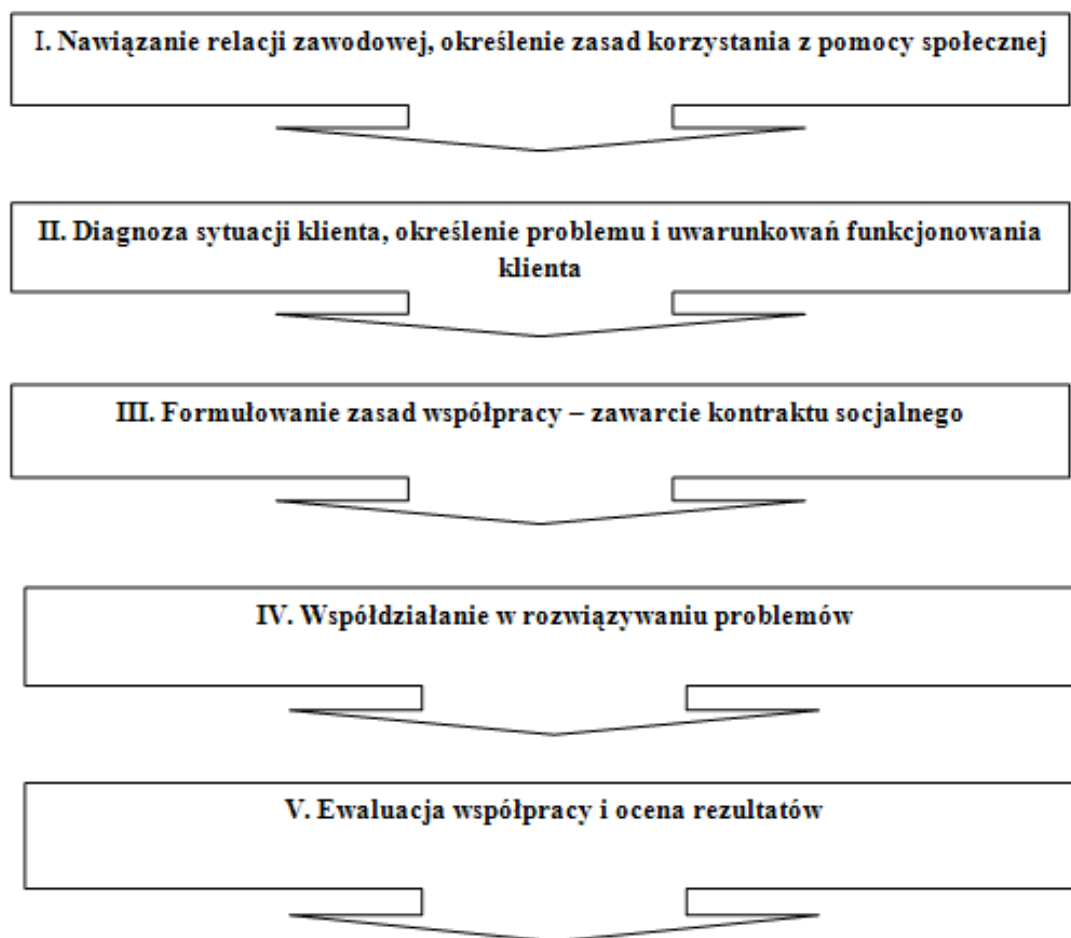 I. Nawiązanie relacji zawodowej, określenie zasad korzystania z pomocy społecznej
II. Diagnoza sytuacji klienta, określenie problemu i uwarunkowań funkcjonowania
klienta
III. Formułowanie zasad współpracy – zawarcie kontraktu socjalnego
IV. Współdziałanie w rozwiązywaniu problemów
V. Ewaluacja współpracy i ocena rezultatów